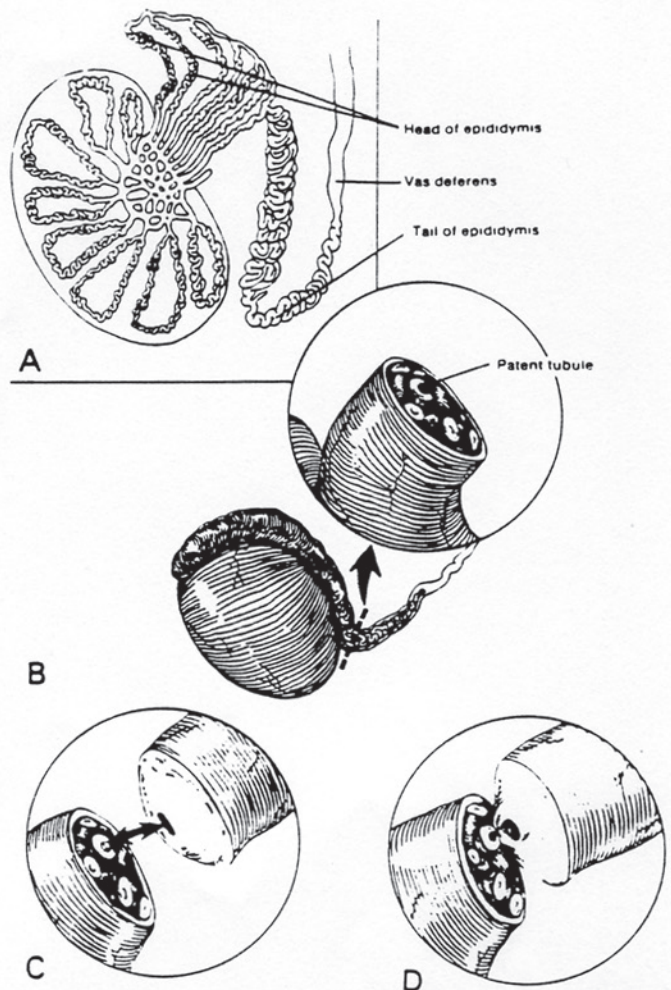 Head of epididymis
Vas deferens
Tail of epididymis
A
Patent tubule
B
C
D